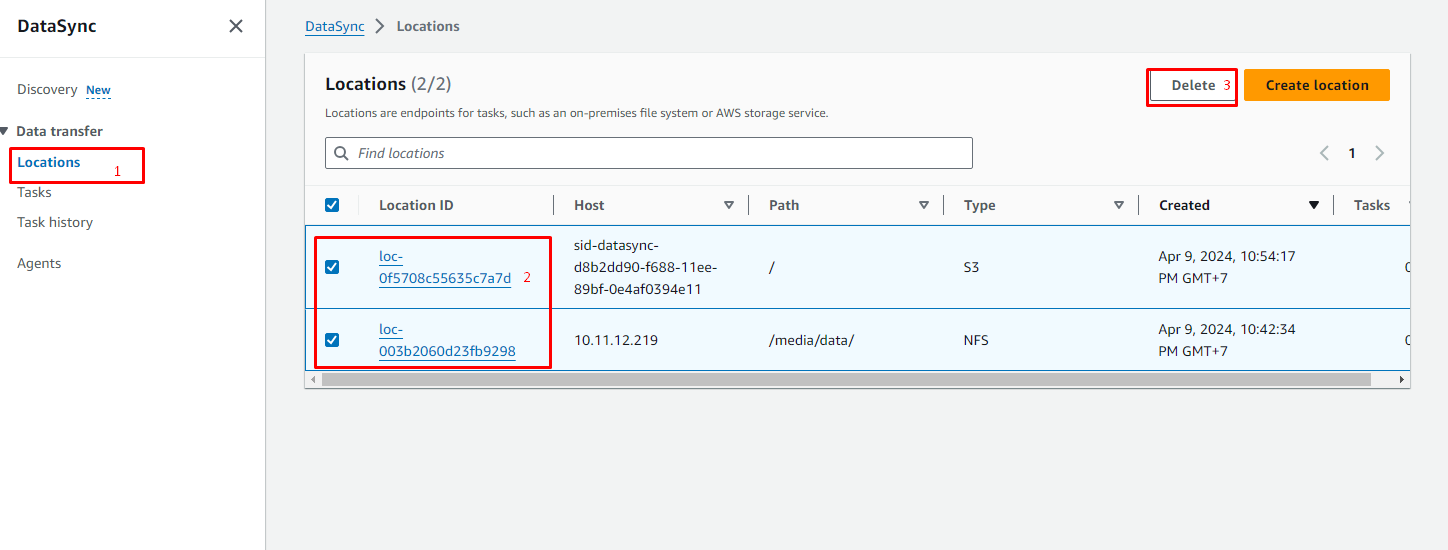 DataSync
Discovery New
Data transfer
Locations 1
Tasks
Task history
Agents
DataSync Locations
Locations (2/2)
Delete 3
Create location
Locations are endpoints for tasks, such as an on-premises file system or AWS storage service.
Find locations
1
Location ID Host Path Type Created Tasks
loc-
0f5708c55635c7a7d 2
sid-datasync-
d8b2dd90-f688-11ee-
89bf-0e4af0394e11
/
S3
Apr 9, 2024, 10:54:17
PM GMT+7
loc-
003b2060d23fb9298
10.11.12.219
/media/data/
NFS
Apr 9, 2024, 10:42:34
PM GMT+7